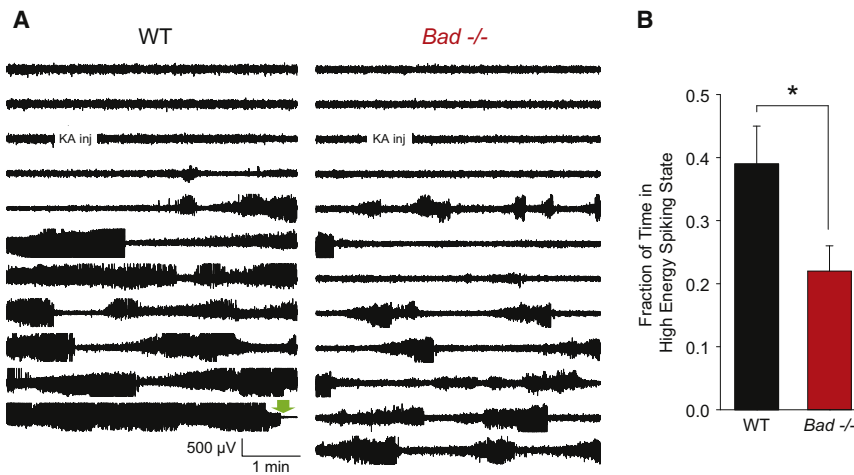 A
WT
Bad -/-
KA inj
KA inj
500 µV
1 min
B
*
Fraction of Time in
High Energy Spiking State
0.5
0.4
0.3
0.2
0.1
0.0
WT
Bad -/-